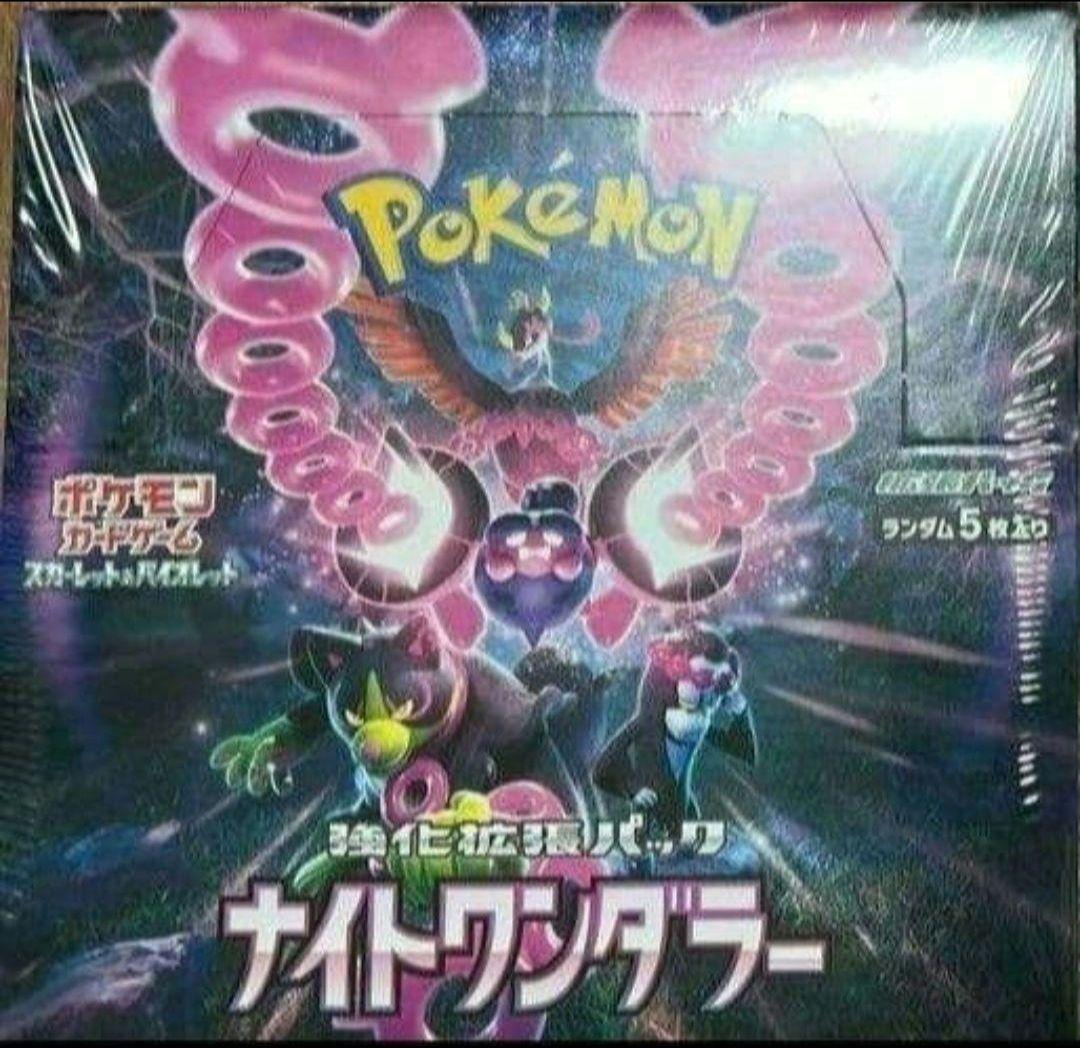 POKÉMON
ポケモン
カードゲーム
スカーレット&バイオレット
ランダム5枚入り
強化拡張パック
ナイトワンダラー